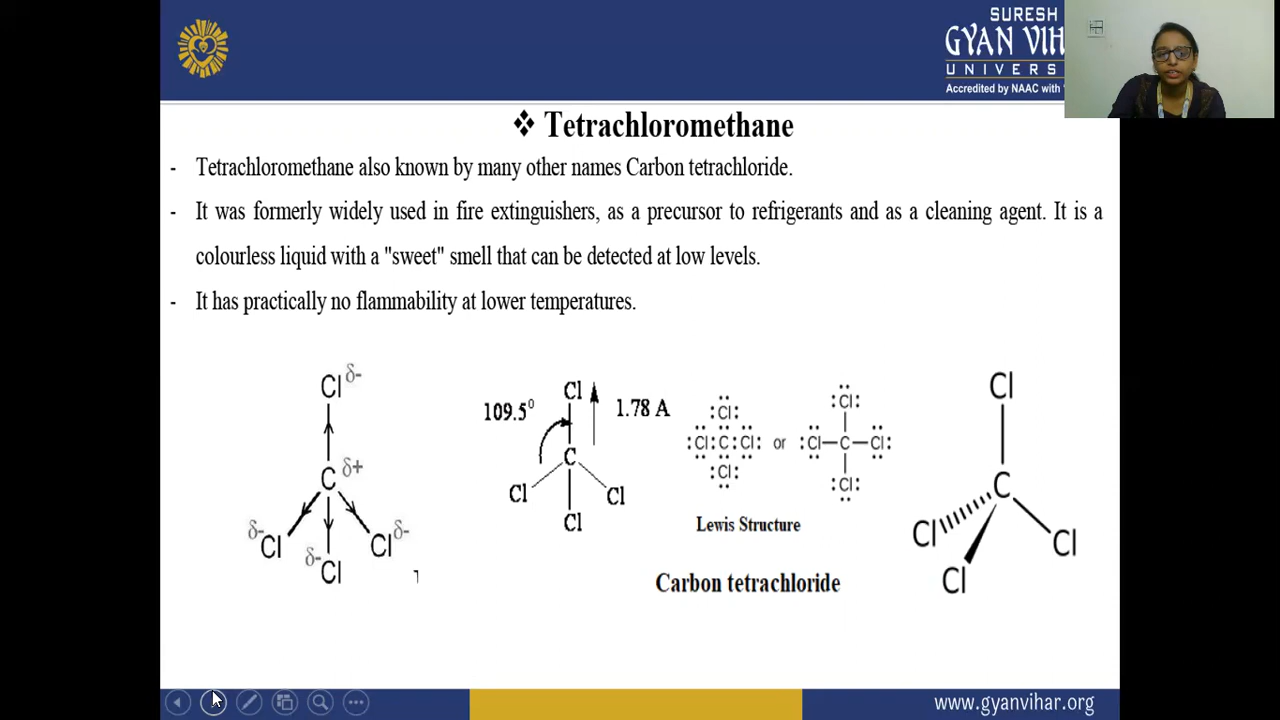 SURESH
GYAN VIH
UNIVERS
Accredited by NAAC with
❖ Tetrachloromethane
- Tetrachloromethane also known by many other names Carbon tetrachloride.
- It was formerly widely used in fire extinguishers, as a precursor to refrigerants and as a cleaning agent. It is a
colourless liquid with a "sweet" smell that can be detected at low levels.
- It has practically no flammability at lower temperatures.
Cl δ-
C δ+
δ- Cl
δ- Cl
Cl δ-
109.5⁰
Cl
1.78 A
C
Cl
Cl
Cl
:Cl:
:Cl:C:Cl:
:Cl:
or
:Cl:
:Cl—C—Cl:
:Cl:
Lewis Structure
Cl
C
Cl
Cl
Cl
Carbon tetrachloride
www.gyanvihar.org